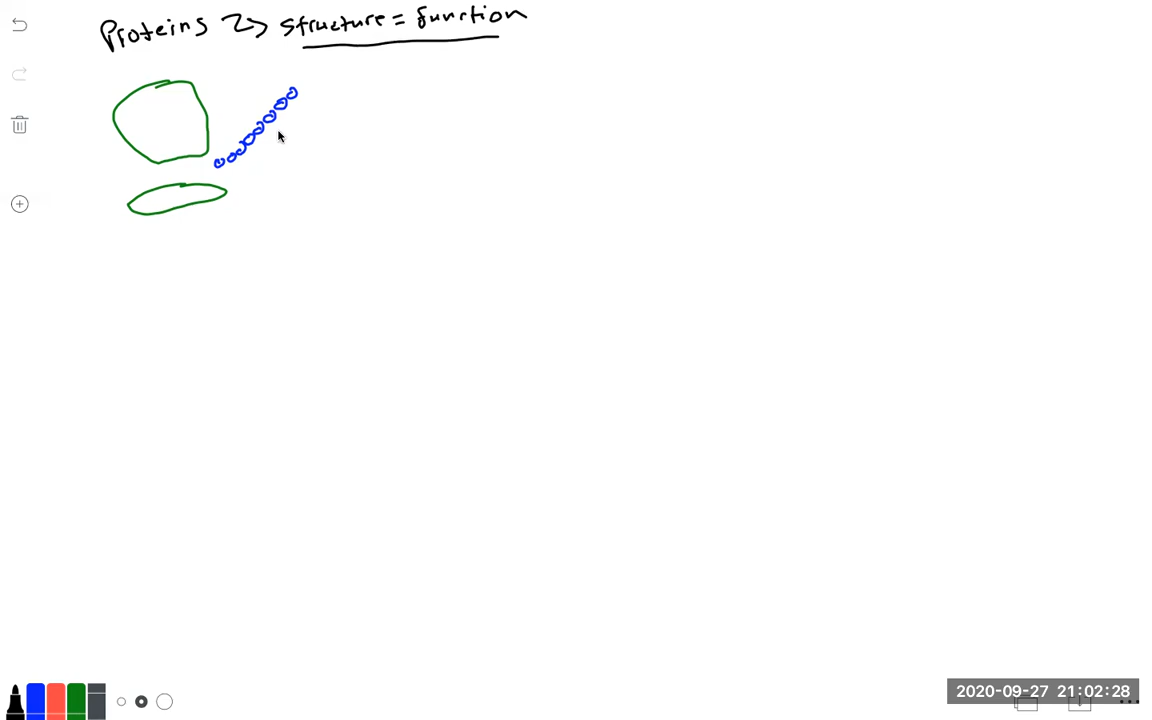 Proteins => structure = function
2020-09-27 21:02:28